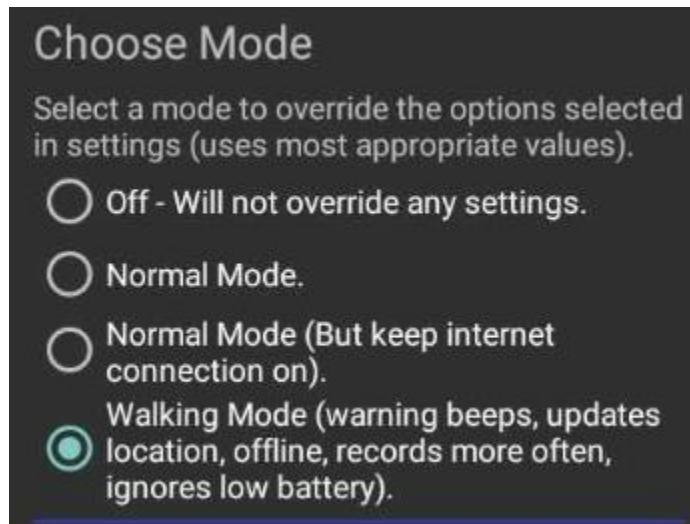 Choose Mode
Select a mode to override the options selected
in settings (uses most appropriate values).
Off - Will not override any settings.
Normal Mode.
Normal Mode (But keep internet
connection on).
Walking Mode (warning beeps, updates
location, offline, records more often,
ignores low battery).